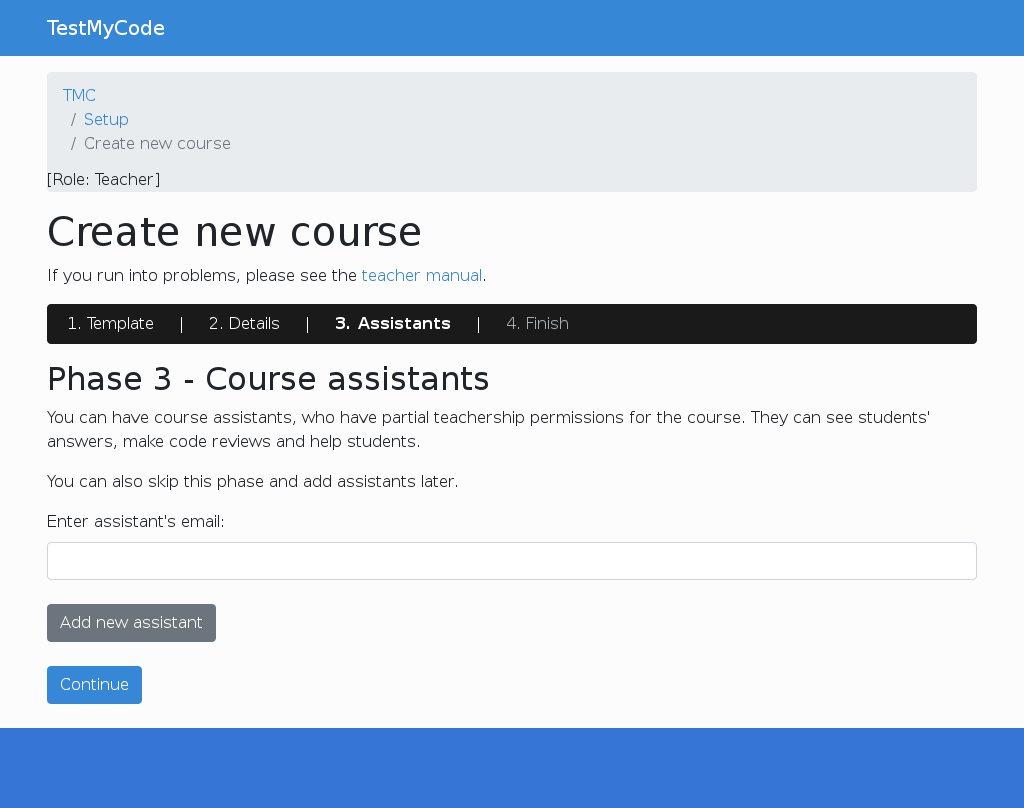 TestMyCode
TMC
/ Setup
/ Create new course
[Role: Teacher]
Create new course
If you run into problems, please see the teacher manual.
1. Template | 2. Details | 3. Assistants | 4. Finish
Phase 3 - Course assistants
You can have course assistants, who have partial teachership permissions for the course. They can see students'
answers, make code reviews and help students.
You can also skip this phase and add assistants later.
Enter assistant's email:
Add new assistant
Continue